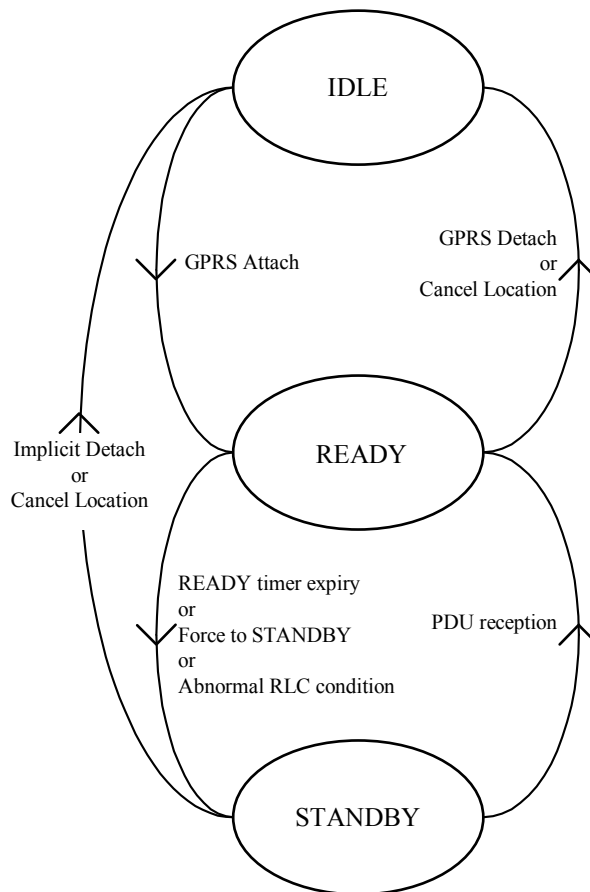 IDLE
GPRS Attach
GPRS Detach
or
Cancel Location
Implicit Detach
or
Cancel Location
READY
READY timer expiry
or
Force to STANDBY
or
Abnormal RLC condition
PDU reception
STANDBY